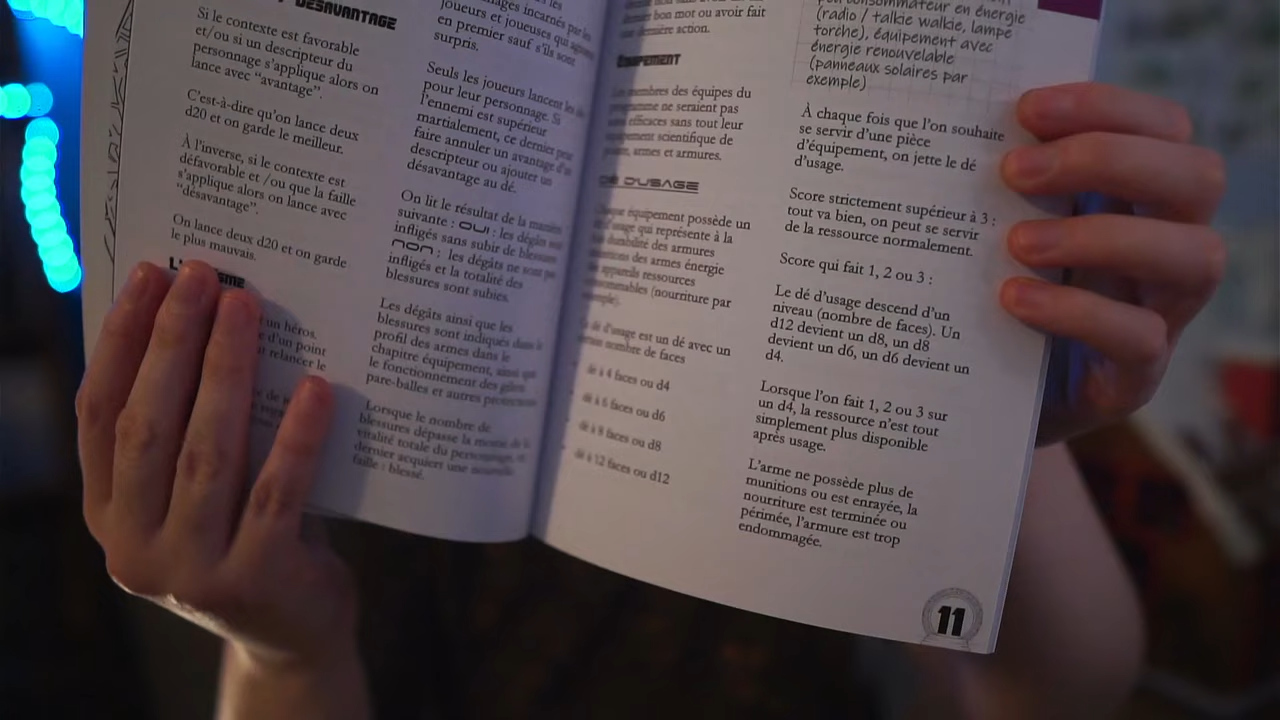 DÉSAVANTAGE
Si le contexte est favorable
et/ou si un descripteur du
personnage s'applique alors on
lance avec "avantage".
C'est-à-dire qu'on lance deux
d20 et on garde le meilleur.
À l'inverse, si le contexte est
défavorable et /ou que la faille
s'applique alors on lance avec
"désavantage".
On lance deux d20 et on garde
le plus mauvais.
un héros.
d'un point
relancer le
incarnés par les
joueurs et joueuses qui
en premier sauf s'ils sont
surpris.
Seuls les joueurs lancent les
pour leur personnage. Si
l'ennemi est supérieur
martialement, ce dernier peut
faire annuler un avantage d'un
descripteur ou ajouter un
désavantage au dé.
On lit le résultat de la manière
suivante : OUI : les dégâts sont
infligés sans subir de blessures
NON : les dégâts ne sont pas
infligés et la totalité des
blessures sont subies.
Les dégâts ainsi que les
blessures sont indiqués dans le
profil des armes dans le
chapitre équipement, ainsi que
le fonctionnement des gilets
pare-balles et autres protections
Lorsque le nombre de
blessures dépasse la moitié de la
vitalité totale du personnage, ce
dernier acquiert une nouvelle
faille : blessé.
bon mot ou avoir fait
dernière action.
ÉQUIPEMENT
membres des équipes du
programme ne seraient pas
efficaces sans tout leur
équipement scientifique de
armes et armures.
DÉ D'USAGE
Chaque équipement possède un
d'usage qui représente à la
durabilité des armures
munitions des armes énergie
appareils ressources
consommables (nourriture par
exemple).
dé d'usage est un dé avec un
certain nombre de faces
dé à 4 faces ou d4
dé à 6 faces ou d6
dé à 8 faces ou d8
dé à 12 faces ou d12
consommateur en énergie
(radio / talkie walkie, lampe
torche), équipement avec
énergie renouvelable
(panneaux solaires par
exemple)
À chaque fois que l'on souhaite
se servir d'une pièce
d'équipement, on jette le dé
d'usage.
Score strictement supérieur à 3 :
tout va bien, on peut se servir
de la ressource normalement.
Score qui fait 1, 2 ou 3 :
Le dé d'usage descend d'un
niveau (nombre de faces). Un
d12 devient un d8, un d8
devient un d6, un d6 devient un
d4.
Lorsque l'on fait 1, 2 ou 3 sur
un d4, la ressource n'est tout
simplement plus disponible
après usage.
L'arme ne possède plus de
munitions ou est enrayée, la
nourriture est terminée ou
périmée, l'armure est trop
endommagée.
11